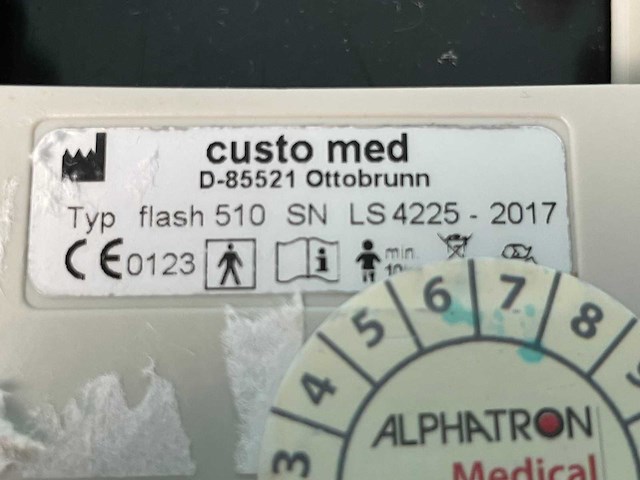 custo med
D-85521 Ottobrunn
Typ flash 510 SN LS 4225 - 2017
CE 0123 i min
3 4 5 6 7 8
ALPHATRON
Medical